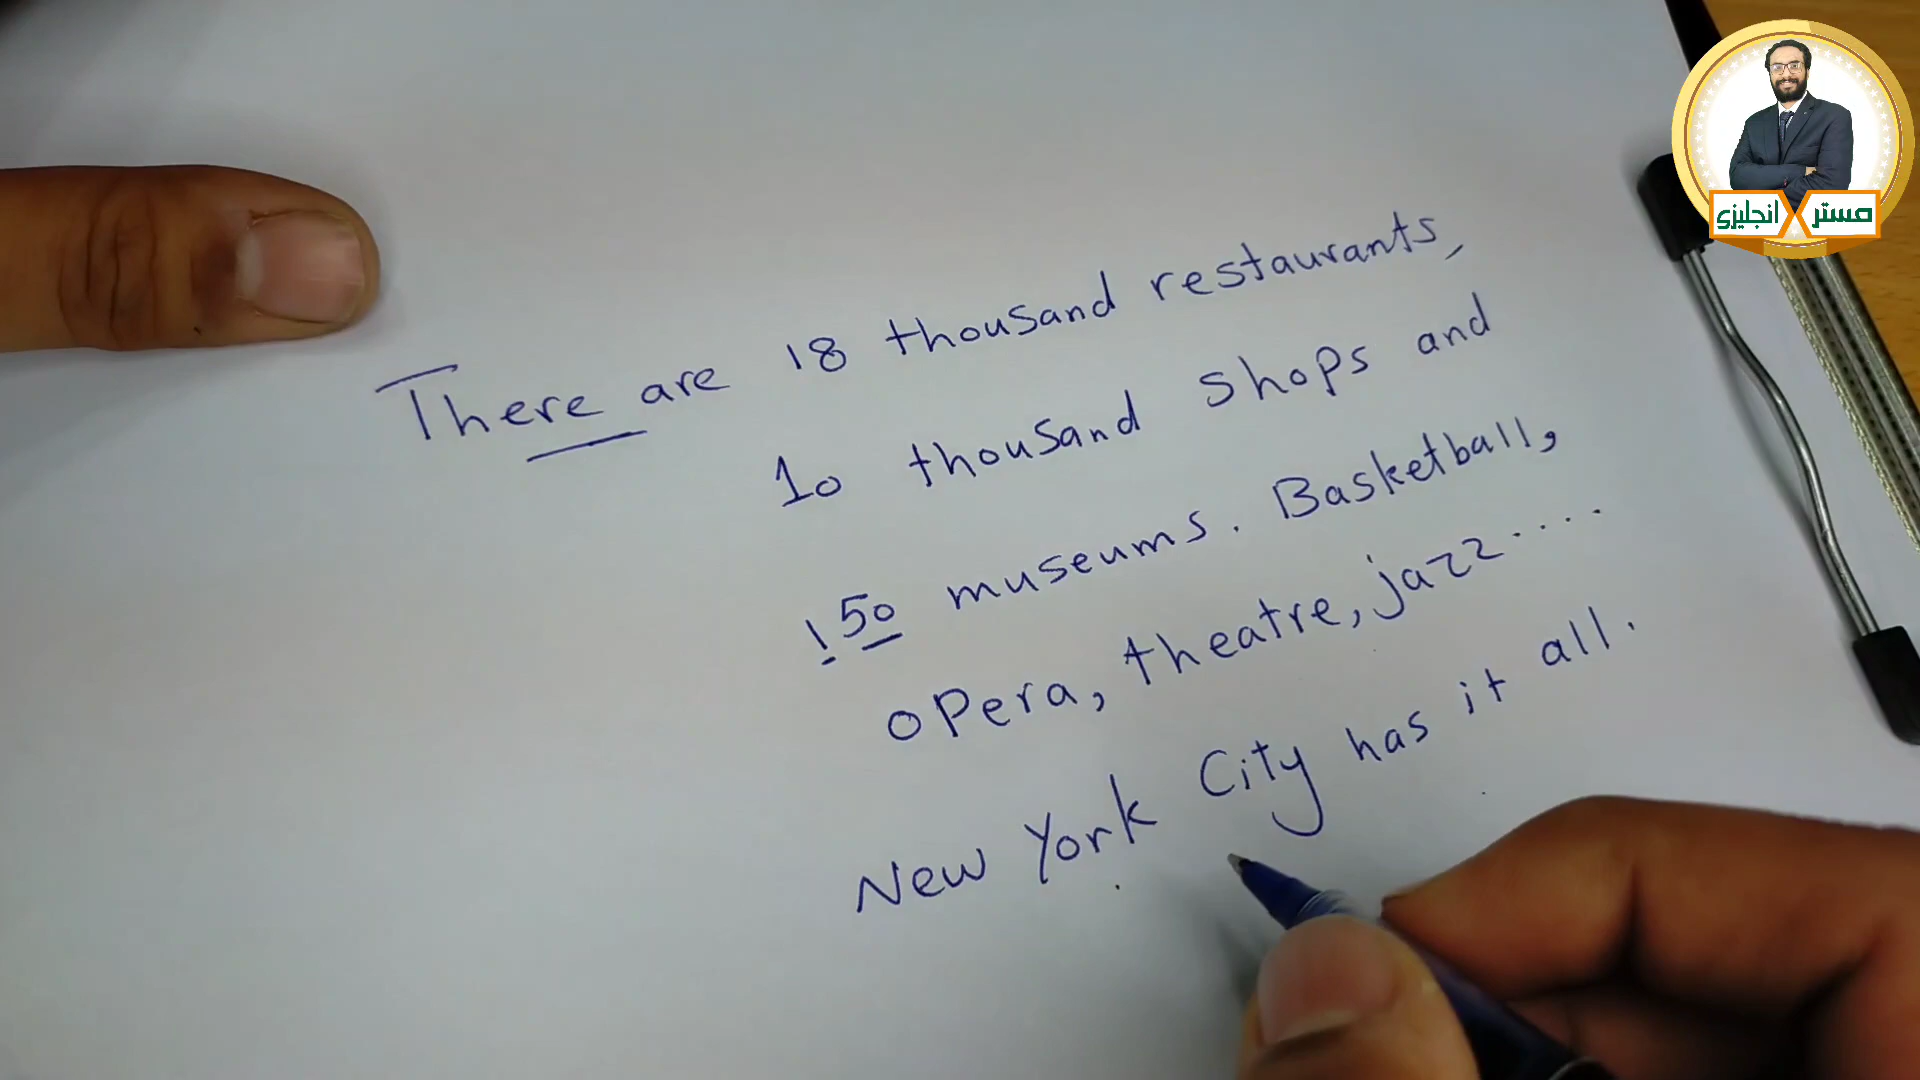 مستر X انجليزي
There are 18 thousand restaurants,
10 thousand shops and
150 museums. Basketball,
opera, theatre, jazz....
New York City has it all.